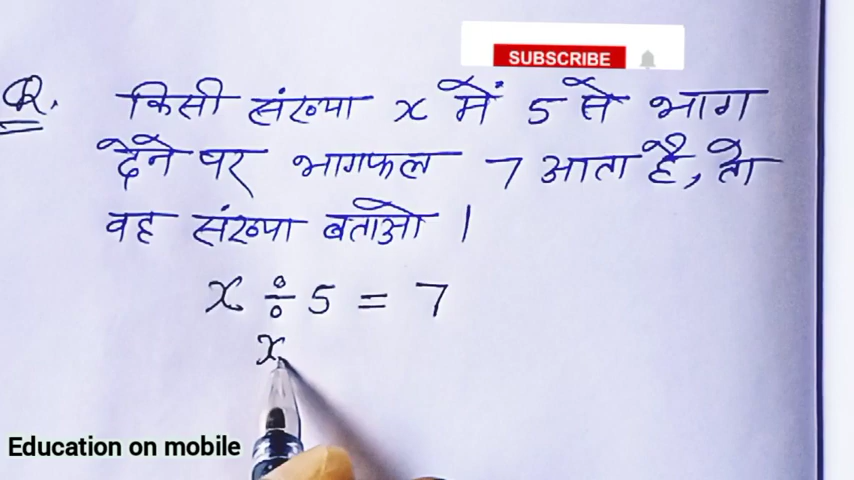 SUBSCRIBE
Q. किसी संख्या x में 5 से भाग
देने पर भागफल 7 आता है, तो
वह संख्या बताओ ।
x ÷ 5 = 7
x
Education on mobile